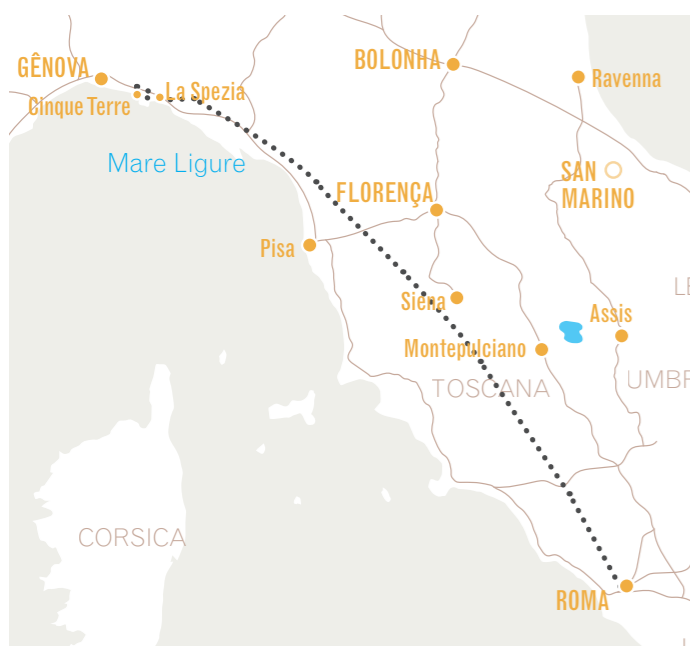 GÊNOVA
BOLONHA
Ravenna
La Spezia
Cinque Terre
Mare Ligure
SAN
MARINO
FLORENÇA
Pisa
LE
Siena
Assis
Montepulciano
TOSCANA
UMBR
CORSICA
ROMA